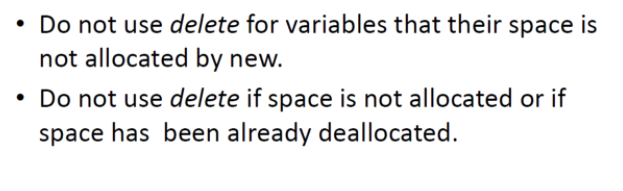 • Do not use delete for variables that their space is
not allocated by new.
• Do not use delete if space is not allocated or if
space has been already deallocated.